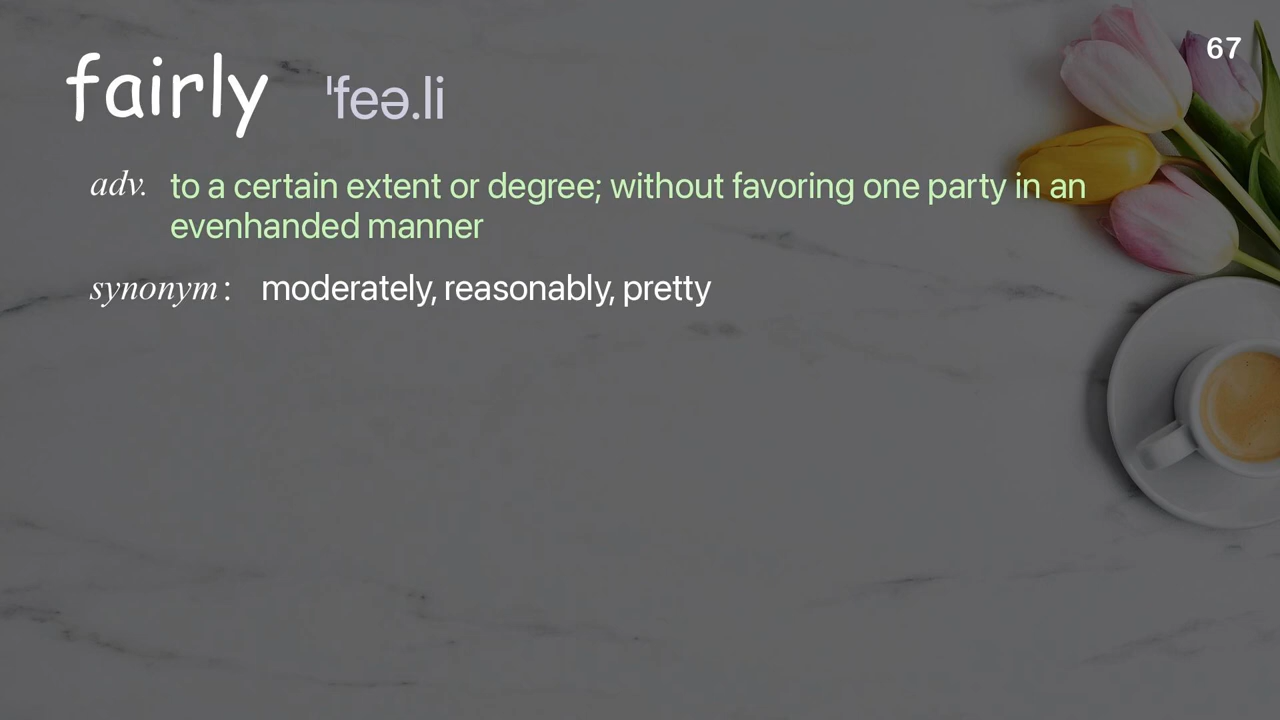 67
fairly ˈfeə.li
adv. to a certain extent or degree; without favoring one party in an
evenhanded manner
synonym: moderately, reasonably, pretty